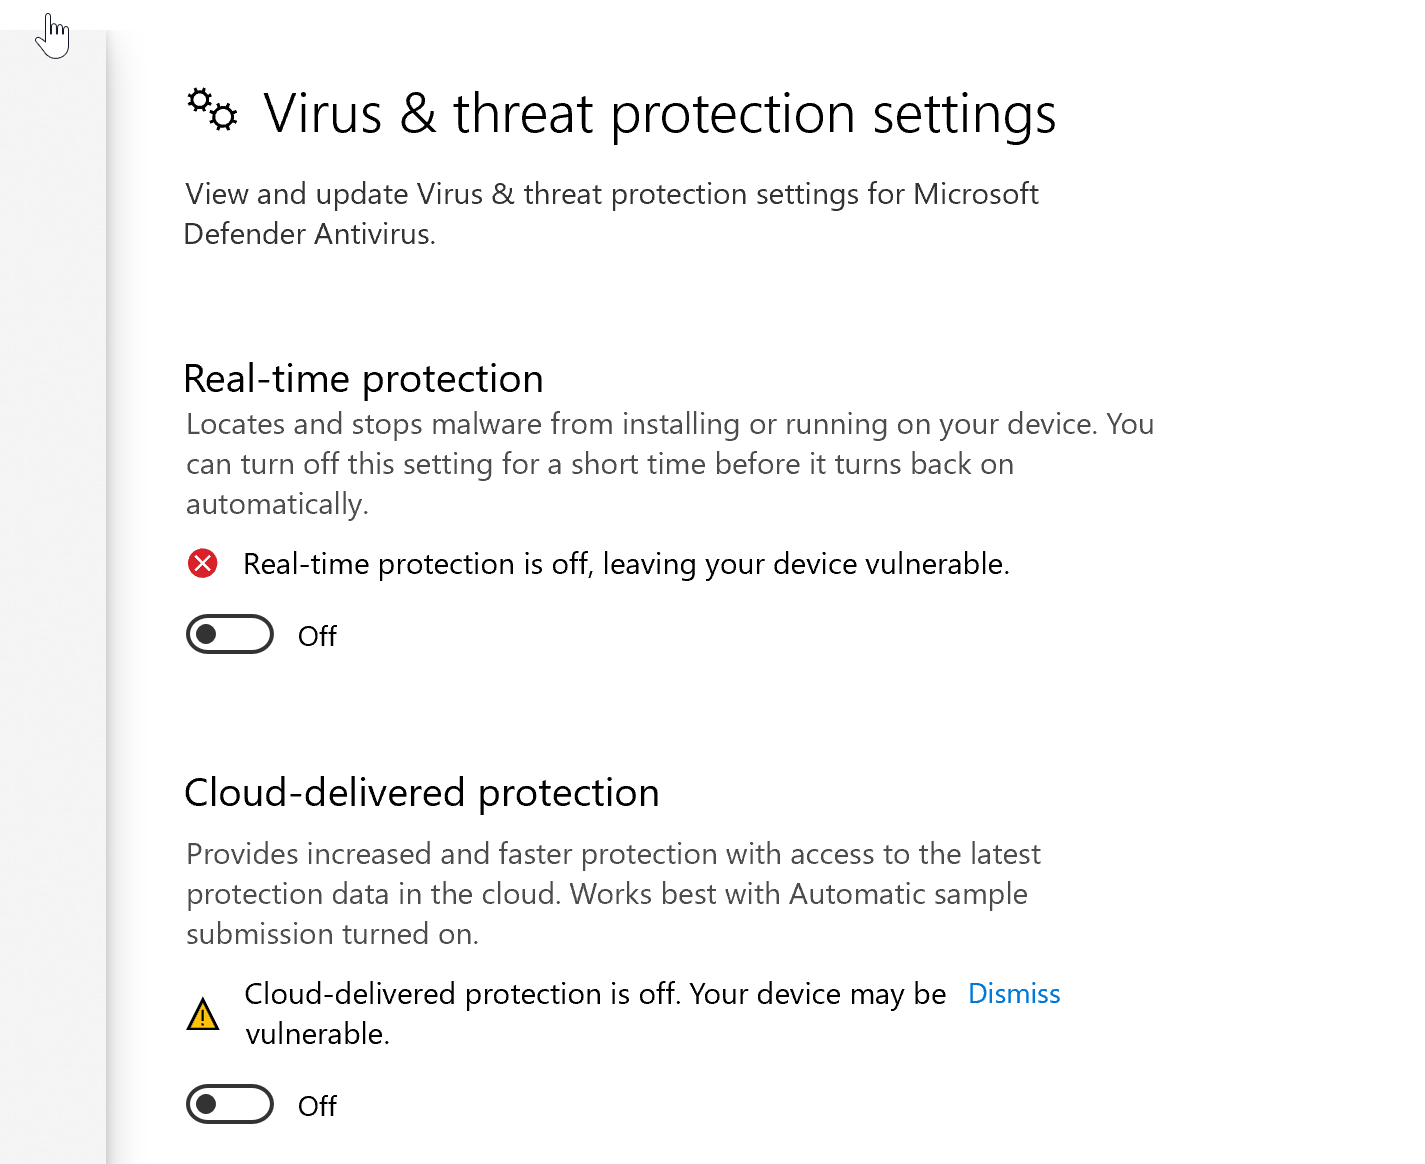 Virus & threat protection settings
View and update Virus & threat protection settings for Microsoft
Defender Antivirus.
Real-time protection
Locates and stops malware from installing or running on your device. You
can turn off this setting for a short time before it turns back on
automatically.
Real-time protection is off, leaving your device vulnerable.
Off
Cloud-delivered protection
Provides increased and faster protection with access to the latest
protection data in the cloud. Works best with Automatic sample
submission turned on.
Cloud-delivered protection is off. Your device may be Dismiss
vulnerable.
Off